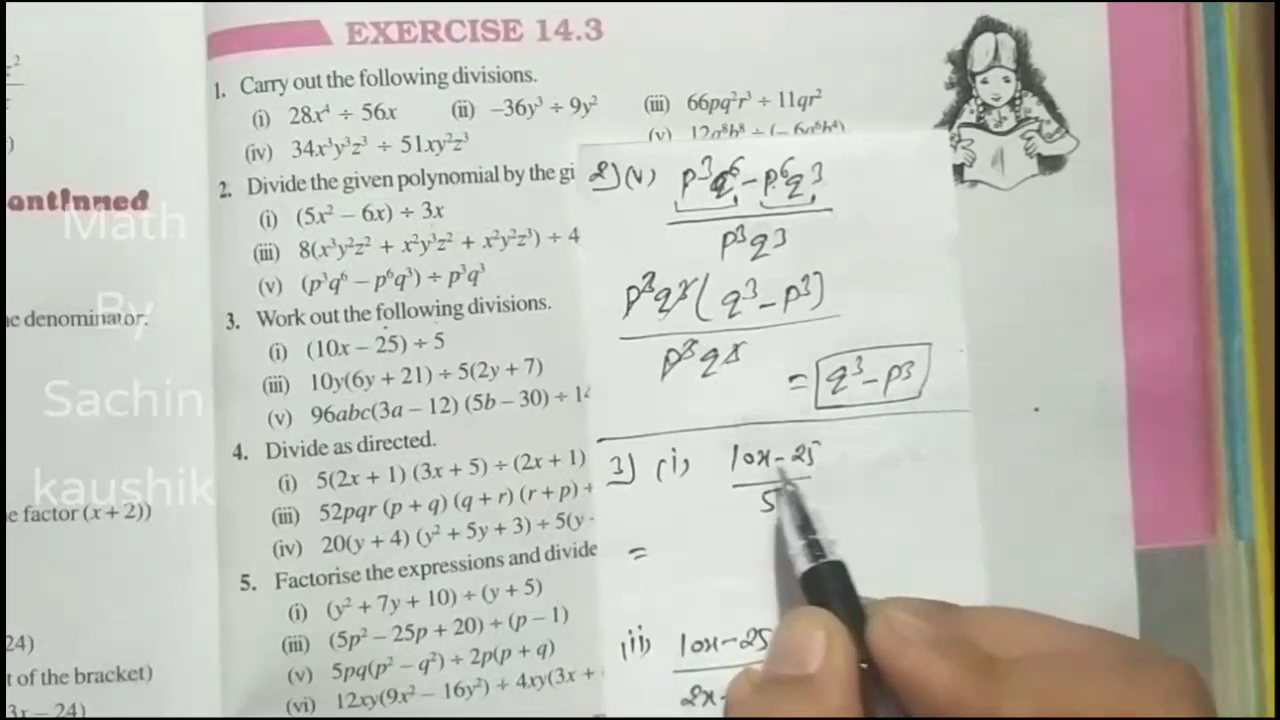 EXERCISE 14.3
1. Carry out the following divisions.
(i) 28x⁴ ÷ 56x (ii) –36y³ ÷ 9y² (iii) 66pq²r³ ÷ 11qr²
(iv) 34x³y³z³ ÷ 51xy²z³ (v) 12a⁸b⁸ ÷ (– 6a⁶b⁴)
2. Divide the given polynomial by the
(i) (5x² – 6x) ÷ 3x
(iii) 8(x³y²z² + x²y³z² + x²y²z³) ÷ 4
(v) (p³q⁶ – p⁶q³) ÷ p³q³
3. Work out the following divisions.
(i) (10x – 25) ÷ 5
(iii) 10y(6y + 21) ÷ 5(2y + 7)
(v) 96abc(3a – 12) (5b – 30) ÷
4. Divide as directed.
(i) 5(2x + 1) (3x + 5) ÷ (2x + 1)
(iii) 52pqr (p + q) (q + r) (r + p) ÷
(iv) 20(y + 4) (y² + 5y + 3) ÷ 5(y
5. Factorise the expressions and divide
(i) (y² + 7y + 10) ÷ (y + 5)
(iii) (5p² – 25p + 20) ÷ (p – 1)
(v) 5pq(p² – q²) ÷ 2p(p + q)
(vi) 12xy(9x² – 16y²) ÷ 4xy(3x +
2) (v) p³q⁶ – p⁶q³
p³q³
p³q³(q³ – p³)
p³q³
= q³ – p³
3) (i) 10x – 25
5
=
(ii) 10x – 25
2x –
denominator.
factor (x + 2))
24)
t of the bracket)
3x – 24)
Math
By
Sachin
kaushik